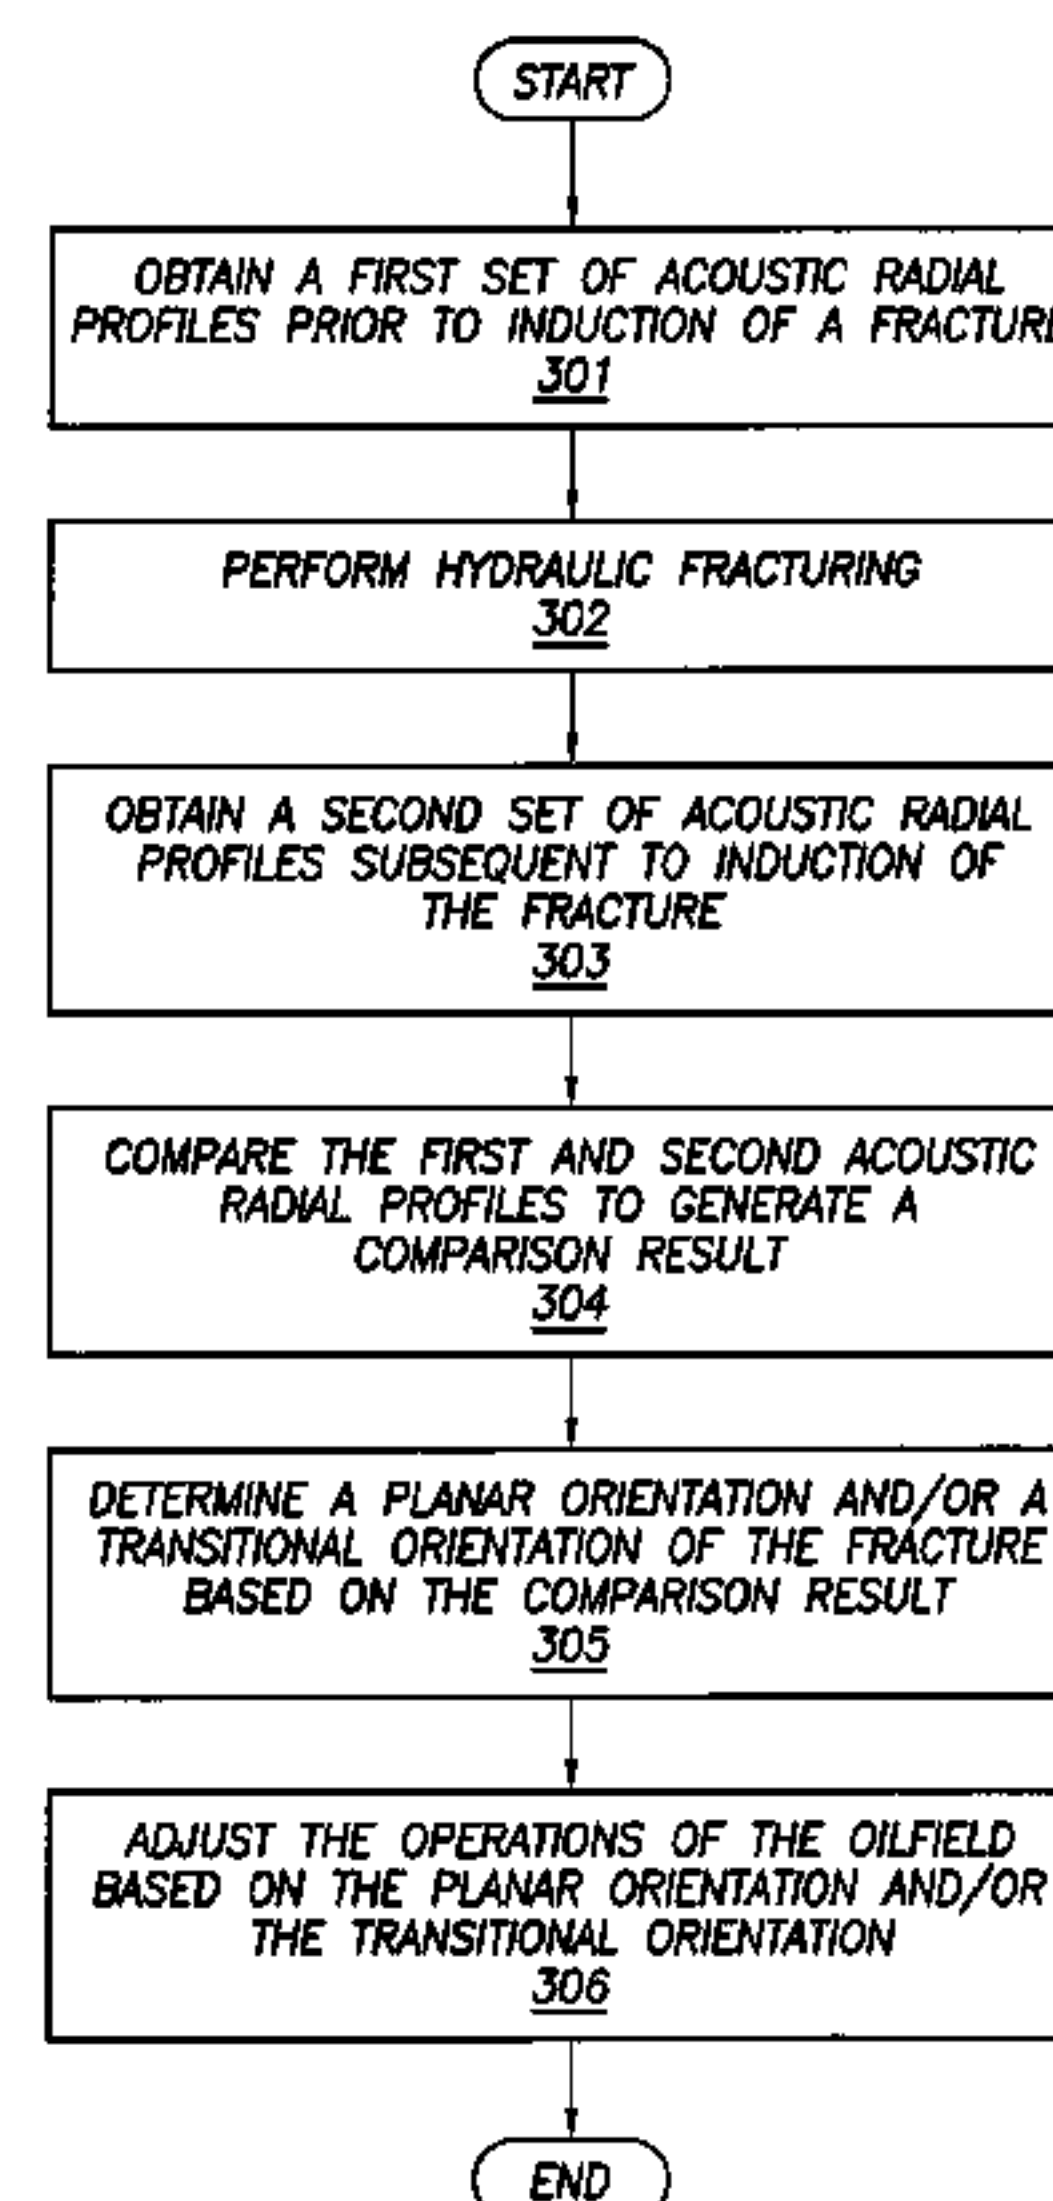 START
OBTAIN A FIRST SET OF ACOUSTIC RADIAL
PROFILES PRIOR TO INDUCTION OF A FRACTURE
301
PERFORM HYDRAULIC FRACTURING
302
OBTAIN A SECOND SET OF ACOUSTIC RADIAL
PROFILES SUBSEQUENT TO INDUCTION OF
THE FRACTURE
303
COMPARE THE FIRST AND SECOND ACOUSTIC
RADIAL PROFILES TO GENERATE A
COMPARISON RESULT
304
DETERMINE A PLANAR ORIENTATION AND/OR A
TRANSITIONAL ORIENTATION OF THE FRACTURE
BASED ON THE COMPARISON RESULT
305
ADJUST THE OPERATIONS OF THE OILFIELD
BASED ON THE PLANAR ORIENTATION AND/OR
THE TRANSITIONAL ORIENTATION
306
END